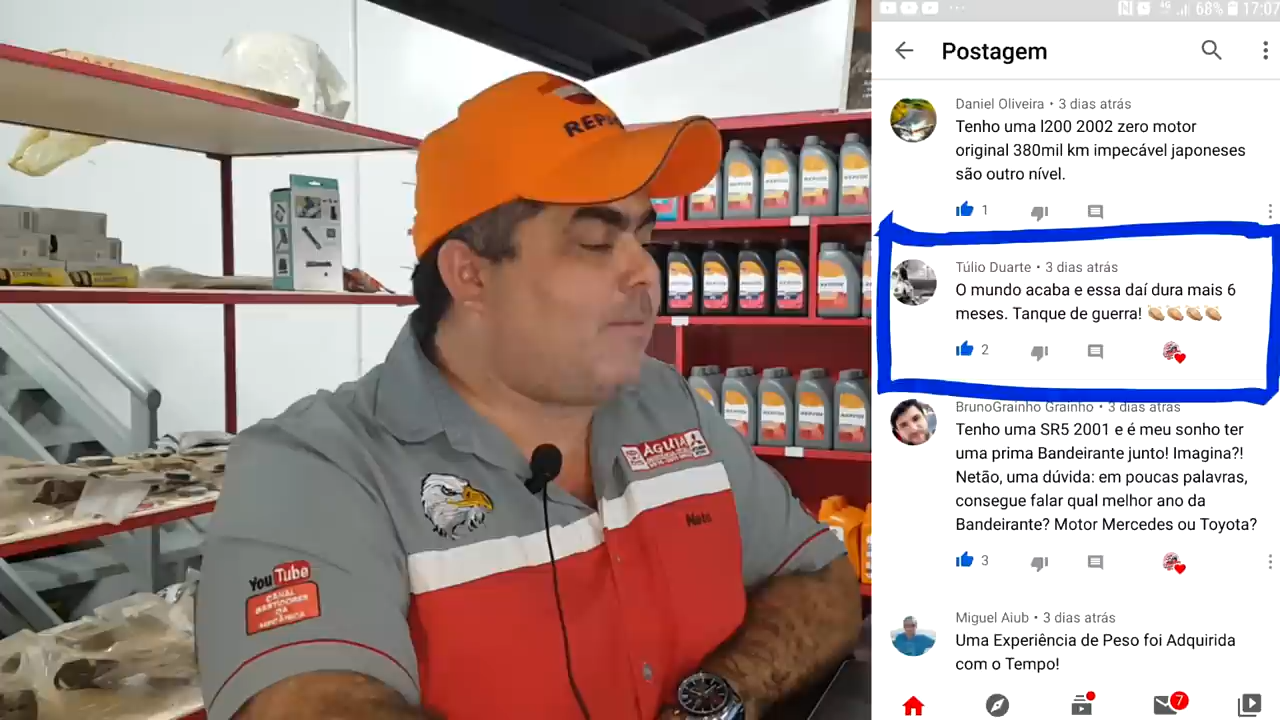 68%
17:07
4G
Postagem
Daniel Oliveira • 3 dias atrás
Tenho uma l200 2002 zero motor
original 380mil km impecável japoneses
são outro nível.
1
Túlio Duarte • 3 dias atrás
O mundo acaba e essa daí dura mais 6
meses. Tanque de guerra! 👏🏼👏🏼👏🏼👏🏼
2
BrunoGrainho Grainho • 3 dias atrás
Tenho uma SR5 2001 e é meu sonho ter
uma prima Bandeirante junto! Imagina?!
Netão, uma dúvida: em poucas palavras,
consegue falar qual melhor ano da
Bandeirante? Motor Mercedes ou Toyota?
3
Miguel Aiub • 3 dias atrás
Uma Experiência de Peso foi Adquirida
com o Tempo!
7
ÁGUIA
Neto
YouTube
CANAL
BASTIDORES
DA
MECÂNICA